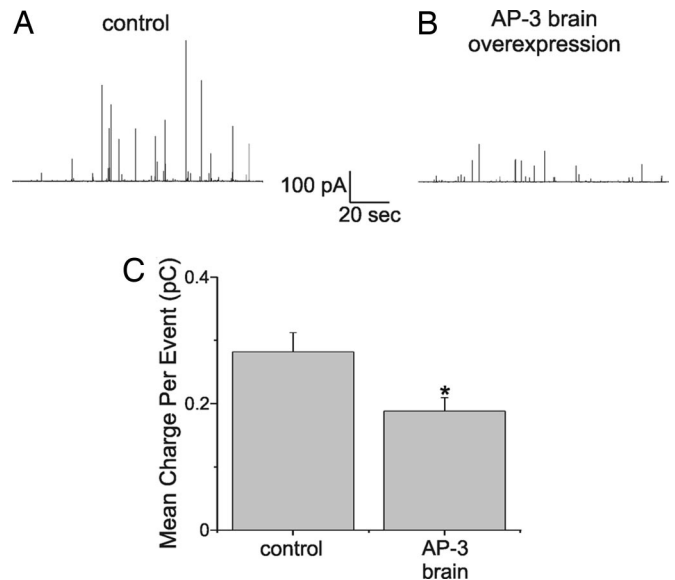 A
control
B
AP-3 brain
overexpression
100 pA
20 sec
C
Mean Charge Per Event (pC)
0.4
0.2
0
*
control
AP-3
brain